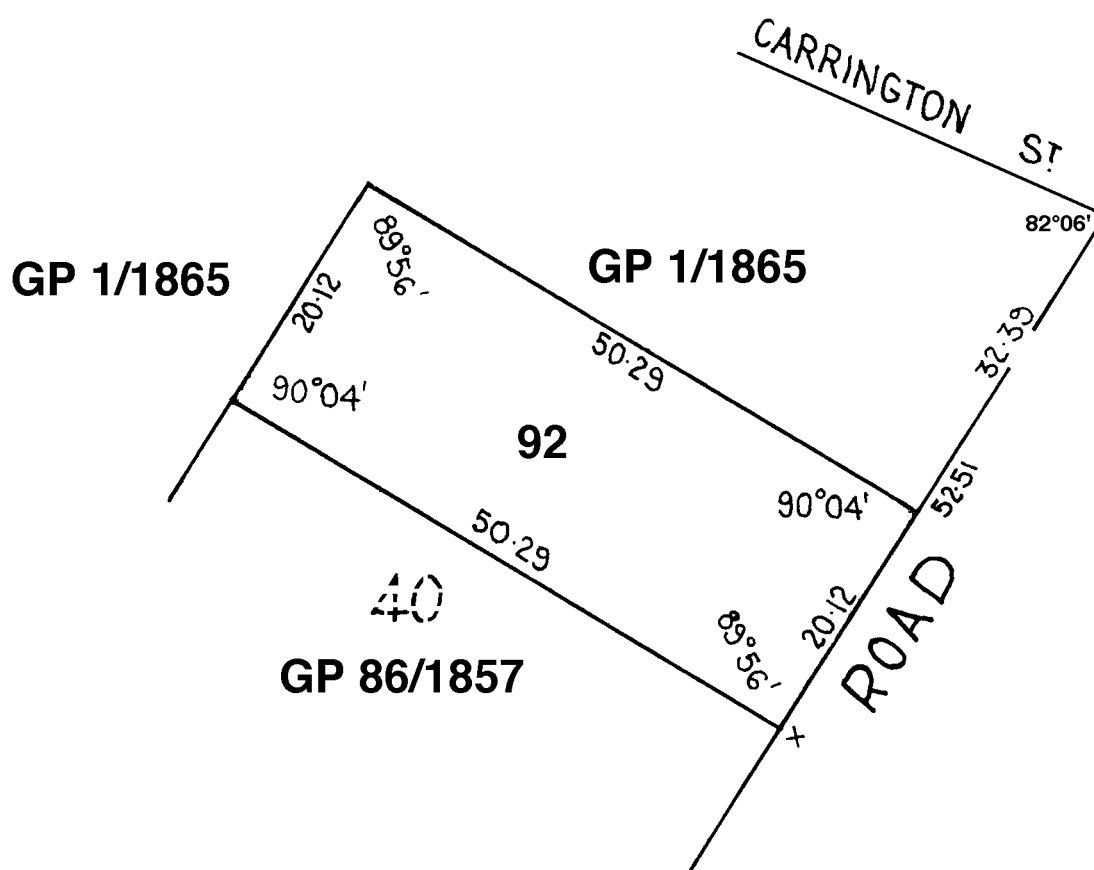 CARRINGTON ST
82°06'
GP 1/1865
GP 1/1865
89°56'
20·12
32·39
50·29
90°04'
92
52·51
90°04'
50·29
40
20·12
89°56'
ROAD
GP 86/1857
X